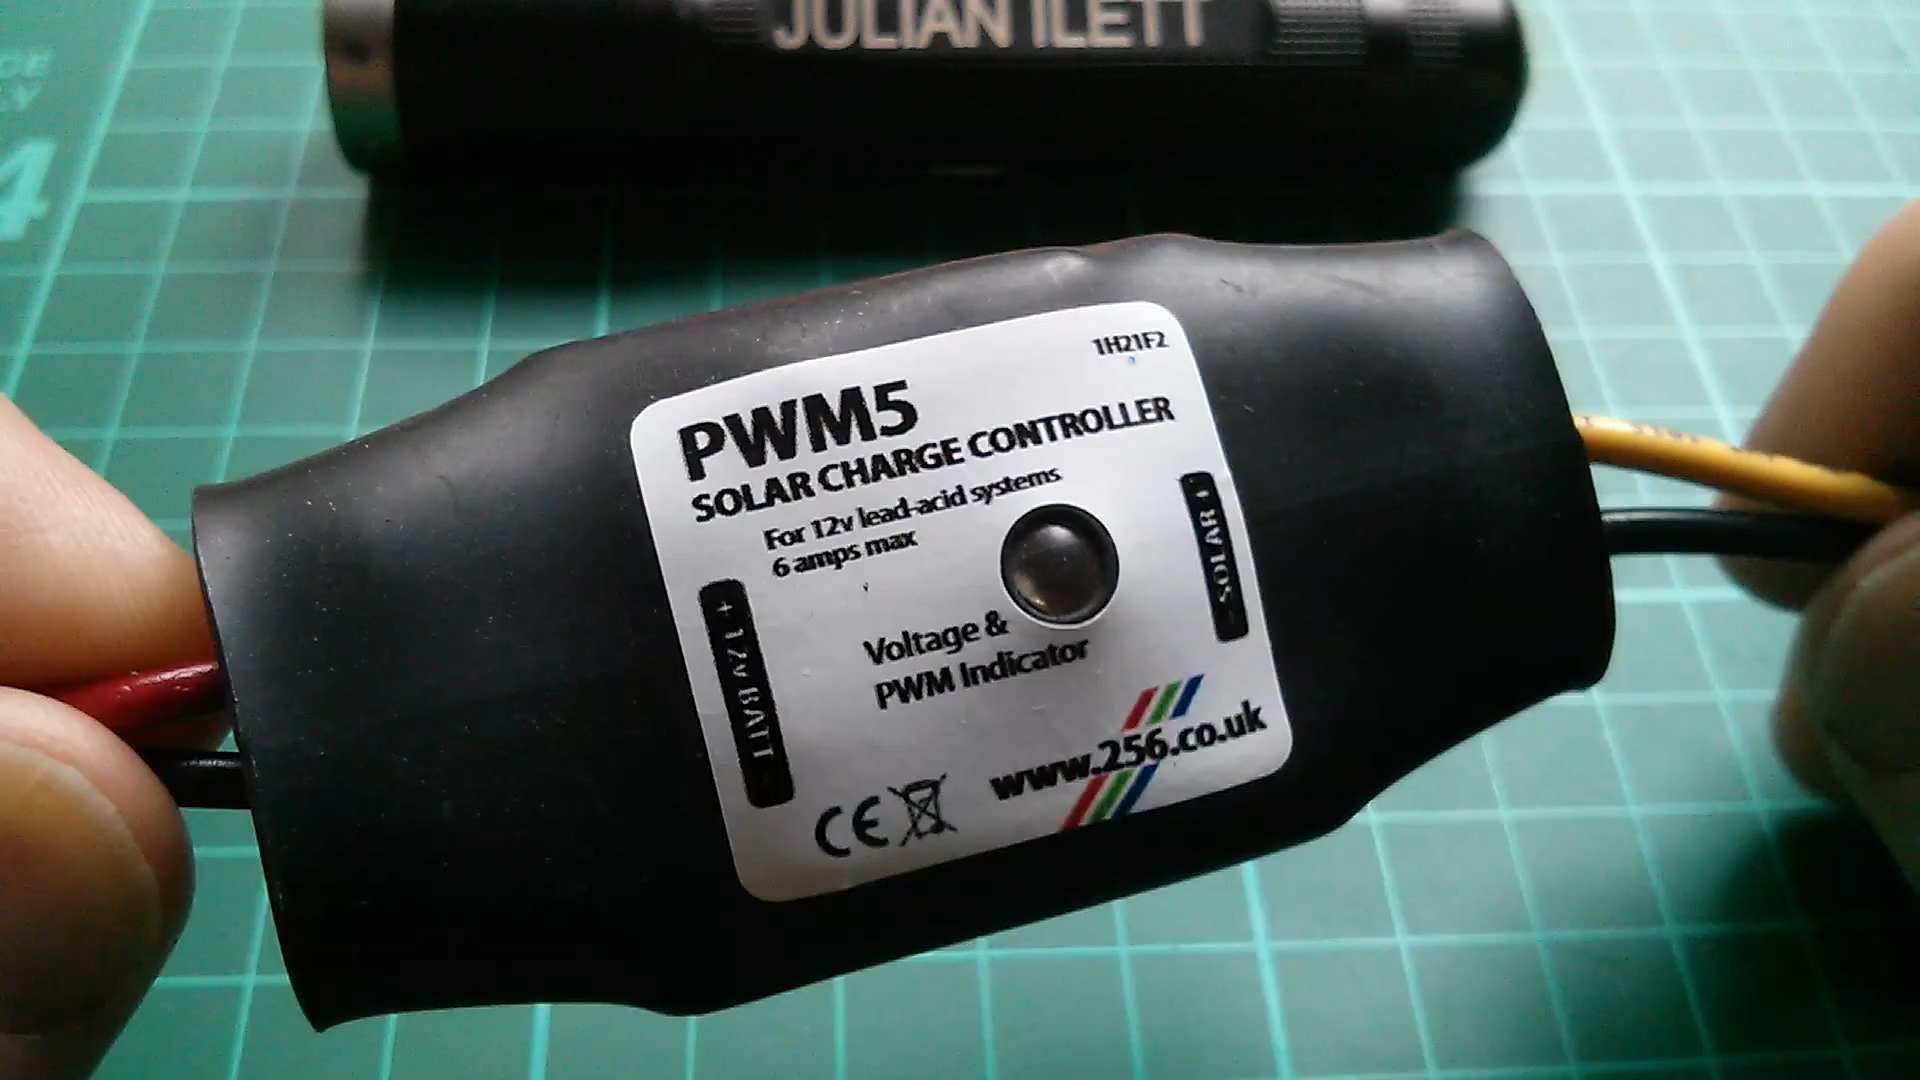 JULIAN ILETT
4
1H21F2
PWM5
SOLAR CHARGE CONTROLLER
For 12v lead-acid systems
6 amps max
- SOLAR +
+ 12v BATT -
Voltage &
PWM Indicator
www.256.co.uk
CE